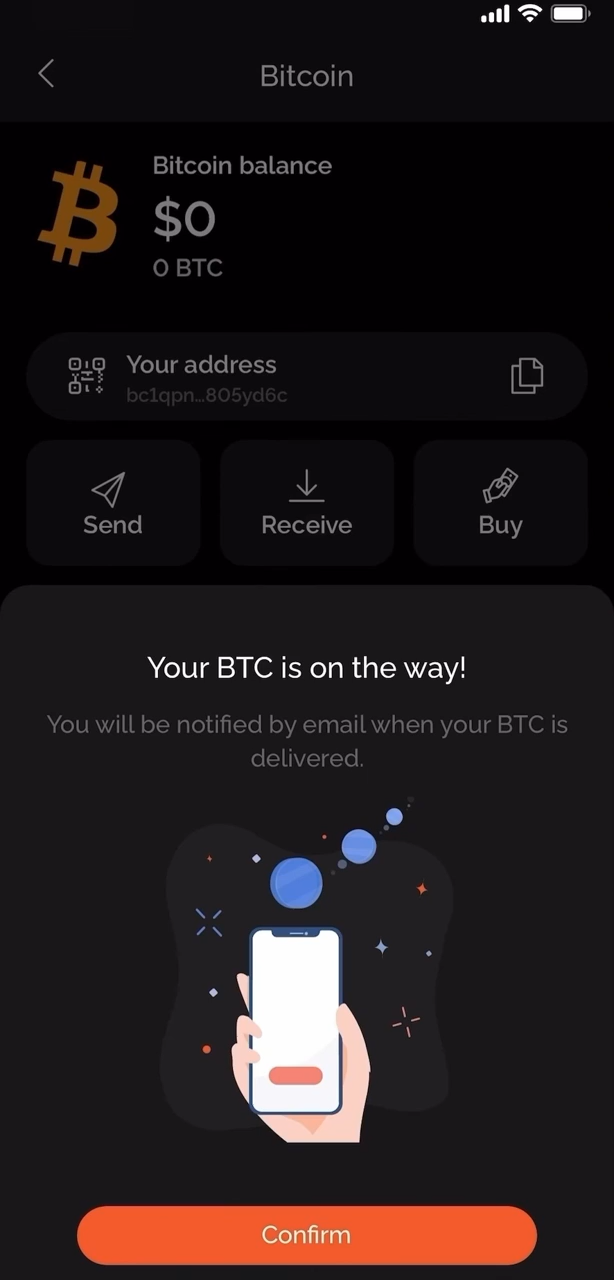 Bitcoin
Bitcoin balance
$0
0 BTC
Your address
bc1qpn...805yd6c
Send
Receive
Buy
Your BTC is on the way!
You will be notified by email when your BTC is
delivered.
Confirm